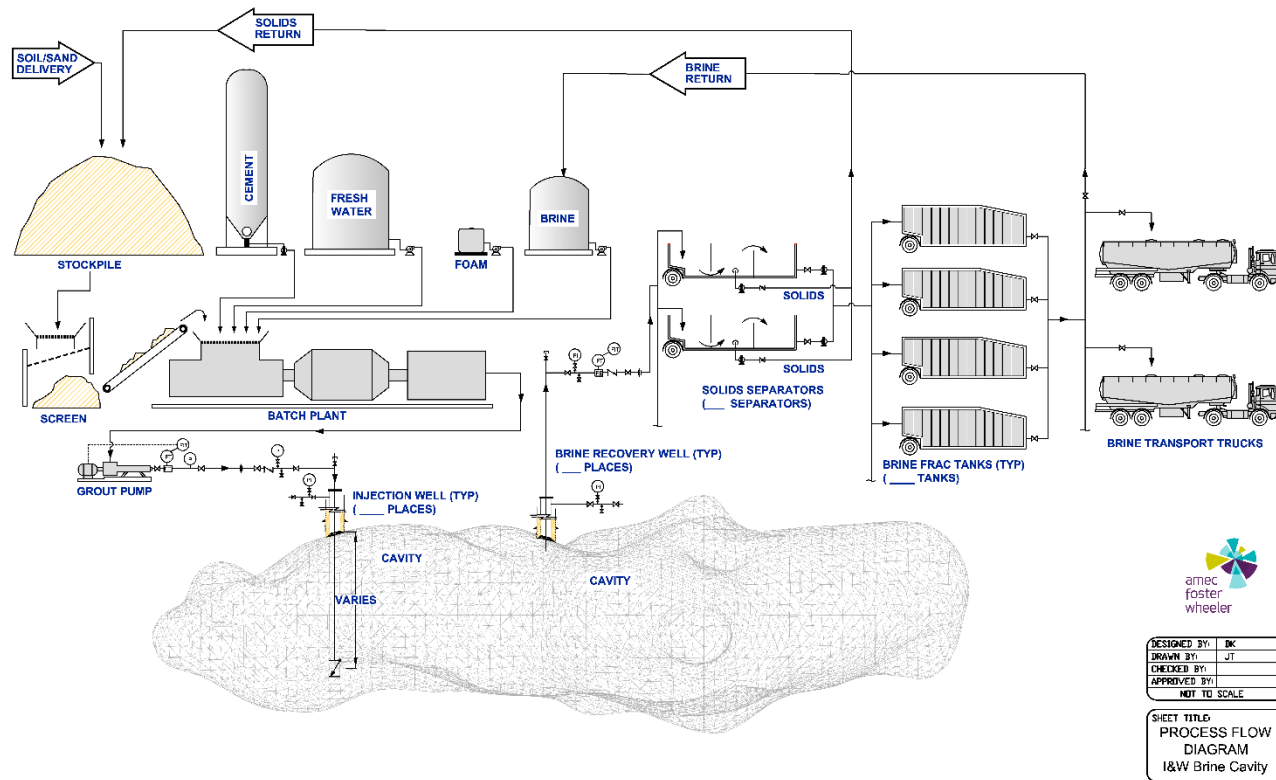 SOLIDS
RETURN
SOIL/SAND
DELIVERY
BRINE
RETURN
CEMENT
FRESH
WATER
FOAM
BRINE
STOCKPILE
SOLIDS
SOLIDS
SCREEN
BATCH PLANT
SOLIDS SEPARATORS
(___ SEPARATORS)
BRINE TRANSPORT TRUCKS
BRINE RECOVERY WELL (TYP)
( ___ PLACES)
BRINE FRAC TANKS (TYP)
( ____ TANKS)
GROUT PUMP
INJECTION WELL (TYP)
( ____ PLACES)
CAVITY
CAVITY
VARIES
amec
foster
wheeler
DESIGNED BY: DK
DRAWN BY: JT
CHECKED BY:
APPROVED BY:
NOT TO SCALE
SHEET TITLE:
PROCESS FLOW
DIAGRAM
I&W Brine Cavity